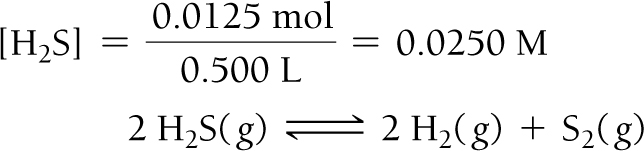 [H₂S] = 0.0125 mol / 0.500 L = 0.0250 M
2 H₂S(g) ⇌ 2 H₂(g) + S₂(g)